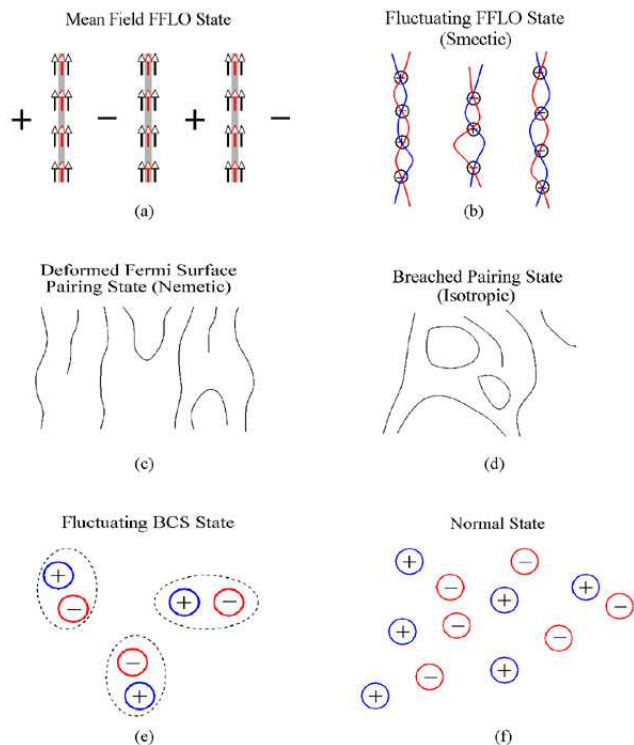 Mean Field FFLO State
Fluctuating FFLO State
(Smectic)
+ − + −
(a)
(b)
Deformed Fermi Surface
Pairing State (Nemetic)
Breached Pairing State
(Isotropic)
(c)
(d)
Fluctuating BCS State
Normal State
+ −
+ −
− +
+ − − + + − + − − − + +
(e)
(f)